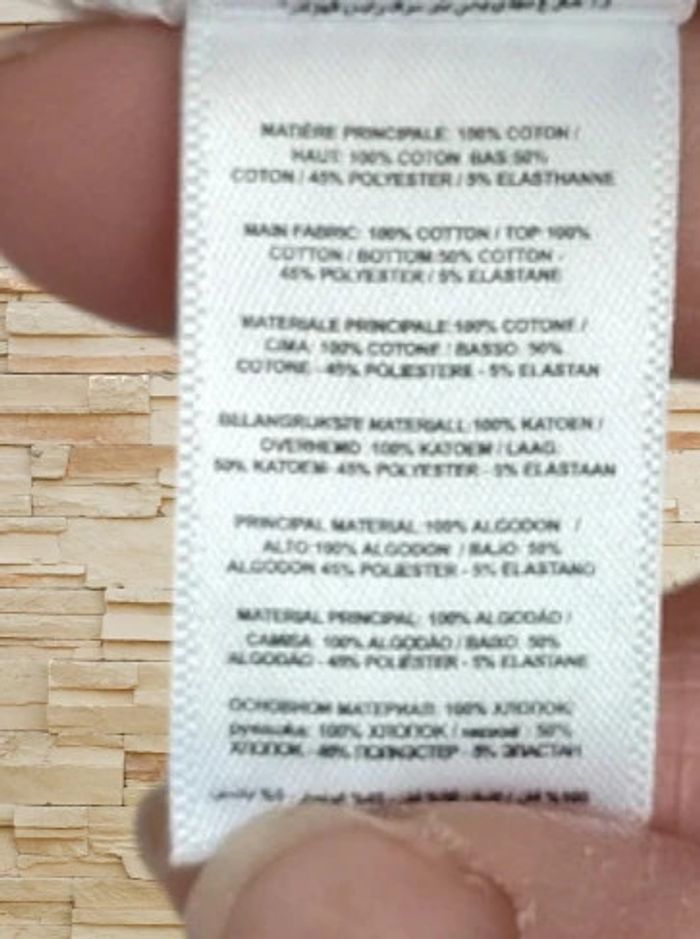 MATIÈRE PRINCIPALE: 100% COTON /
HAUT: 100% COTON BAS:50%
COTON / 45% POLYESTER / 5% ELASTHANNE
MAIN FABRIC: 100% COTTON / TOP:100%
COTTON / BOTTOM:50% COTTON -
45% POLYESTER / 5% ELASTANE
MATERIALE PRINCIPALE:100% COTONE /
CIMA: 100% COTONE / BASSO: 50%
COTONE - 45% POLIESTERE - 5% ELASTAN
100% KATOEN /
OVERHEMD :100% KATOEN / LAAG:
50% KATOEN- 45% POLYESTER - 5% ELASTAAN
PRINCIPAL MATERIAL:100% ALGODON /
ALTO:100% ALGODON / BAJO: 50%
ALGODON 45% POLIESTER - 5% ELASTANO
MATERIAL PRINCIPAL: 100% ALGODÃO /
CAMISA: 100% ALGODÃO / BAIXO: 50%
ALGODÃO - 45% POLIÉSTER - 5% ELASTANE
ОСНОВНОМ МАТЕРИАЛ: 100% ХЛОПОК/
рубашка: 100% ХЛОПОК / : 50%
ХЛОПОК - 45% ПОЛИЭСТЕР - 5% ЭЛАСТАН